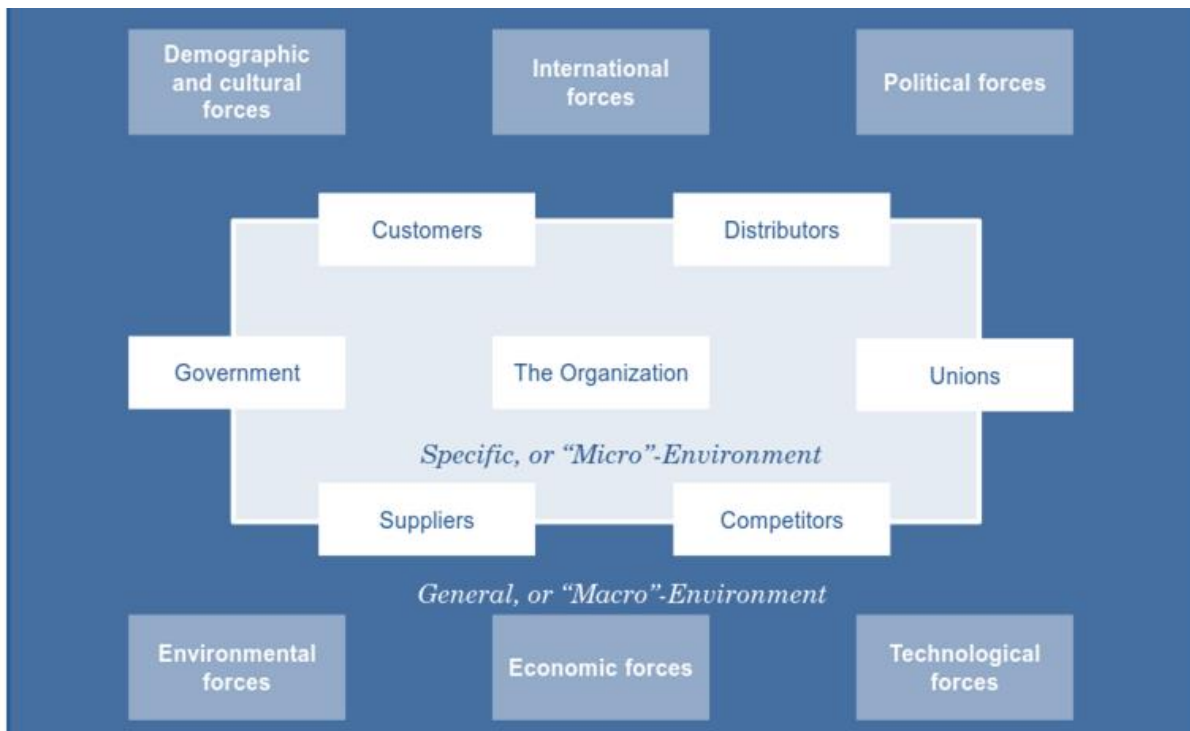 Demographic
and cultural
forces
International
forces
Political forces
Customers
Distributors
Government
The Organization
Unions
Specific, or “Micro”-Environment
Suppliers
Competitors
General, or “Macro”-Environment
Environmental
forces
Economic forces
Technological
forces